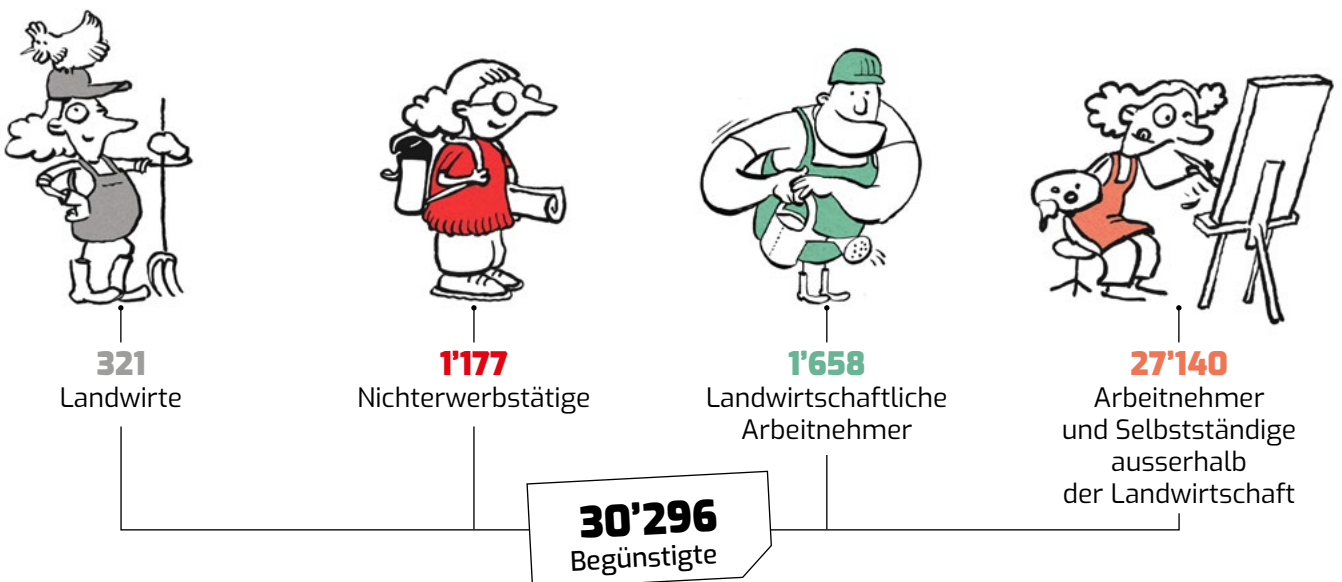 321
Landwirte
1'177
Nichterwerbstätige
1'658
Landwirtschaftliche
Arbeitnehmer
27'140
Arbeitnehmer
und Selbstständige
ausserhalb
der Landwirtschaft
30'296
Begünstigte